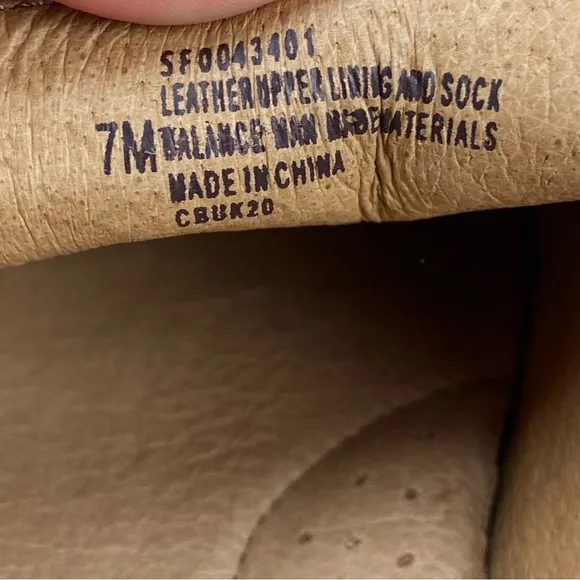 SF0043401
LEATHER UPPER LINING AND SOCK
7M BALANCE MAN MADE MATERIALS
MADE IN CHINA
CBUK20